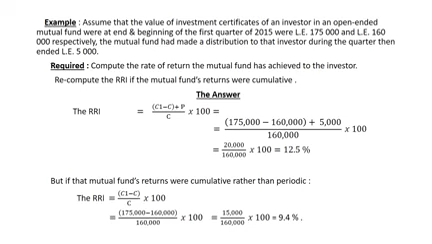 Example : Assume that the value of investment certificates of an investor in an open-ended
mutual fund were at end & beginning of the first quarter of 2015 were L.E. 175 000 and L.E. 160
000 respectively, the mutual fund had made a distribution to that investor during the quarter then
ended L.E. 5 000.
Required : Compute the rate of return the mutual fund has achieved to the investor.
Re-compute the RRI if the mutual fund's returns were cumulative .
The Answer
The RRI = (C1−C)+ P / C x 100 =
= (175,000 − 160,000) + 5,000 / 160,000 x 100
= 20,000 / 160,000 x 100 = 12.5 %
But if that mutual fund's returns were cumulative rather than periodic :
The RRI = (C1−C) / C x 100
= (175,000−160,000) / 160,000 x 100 = 15,000 / 160,000 x 100 = 9.4 % .